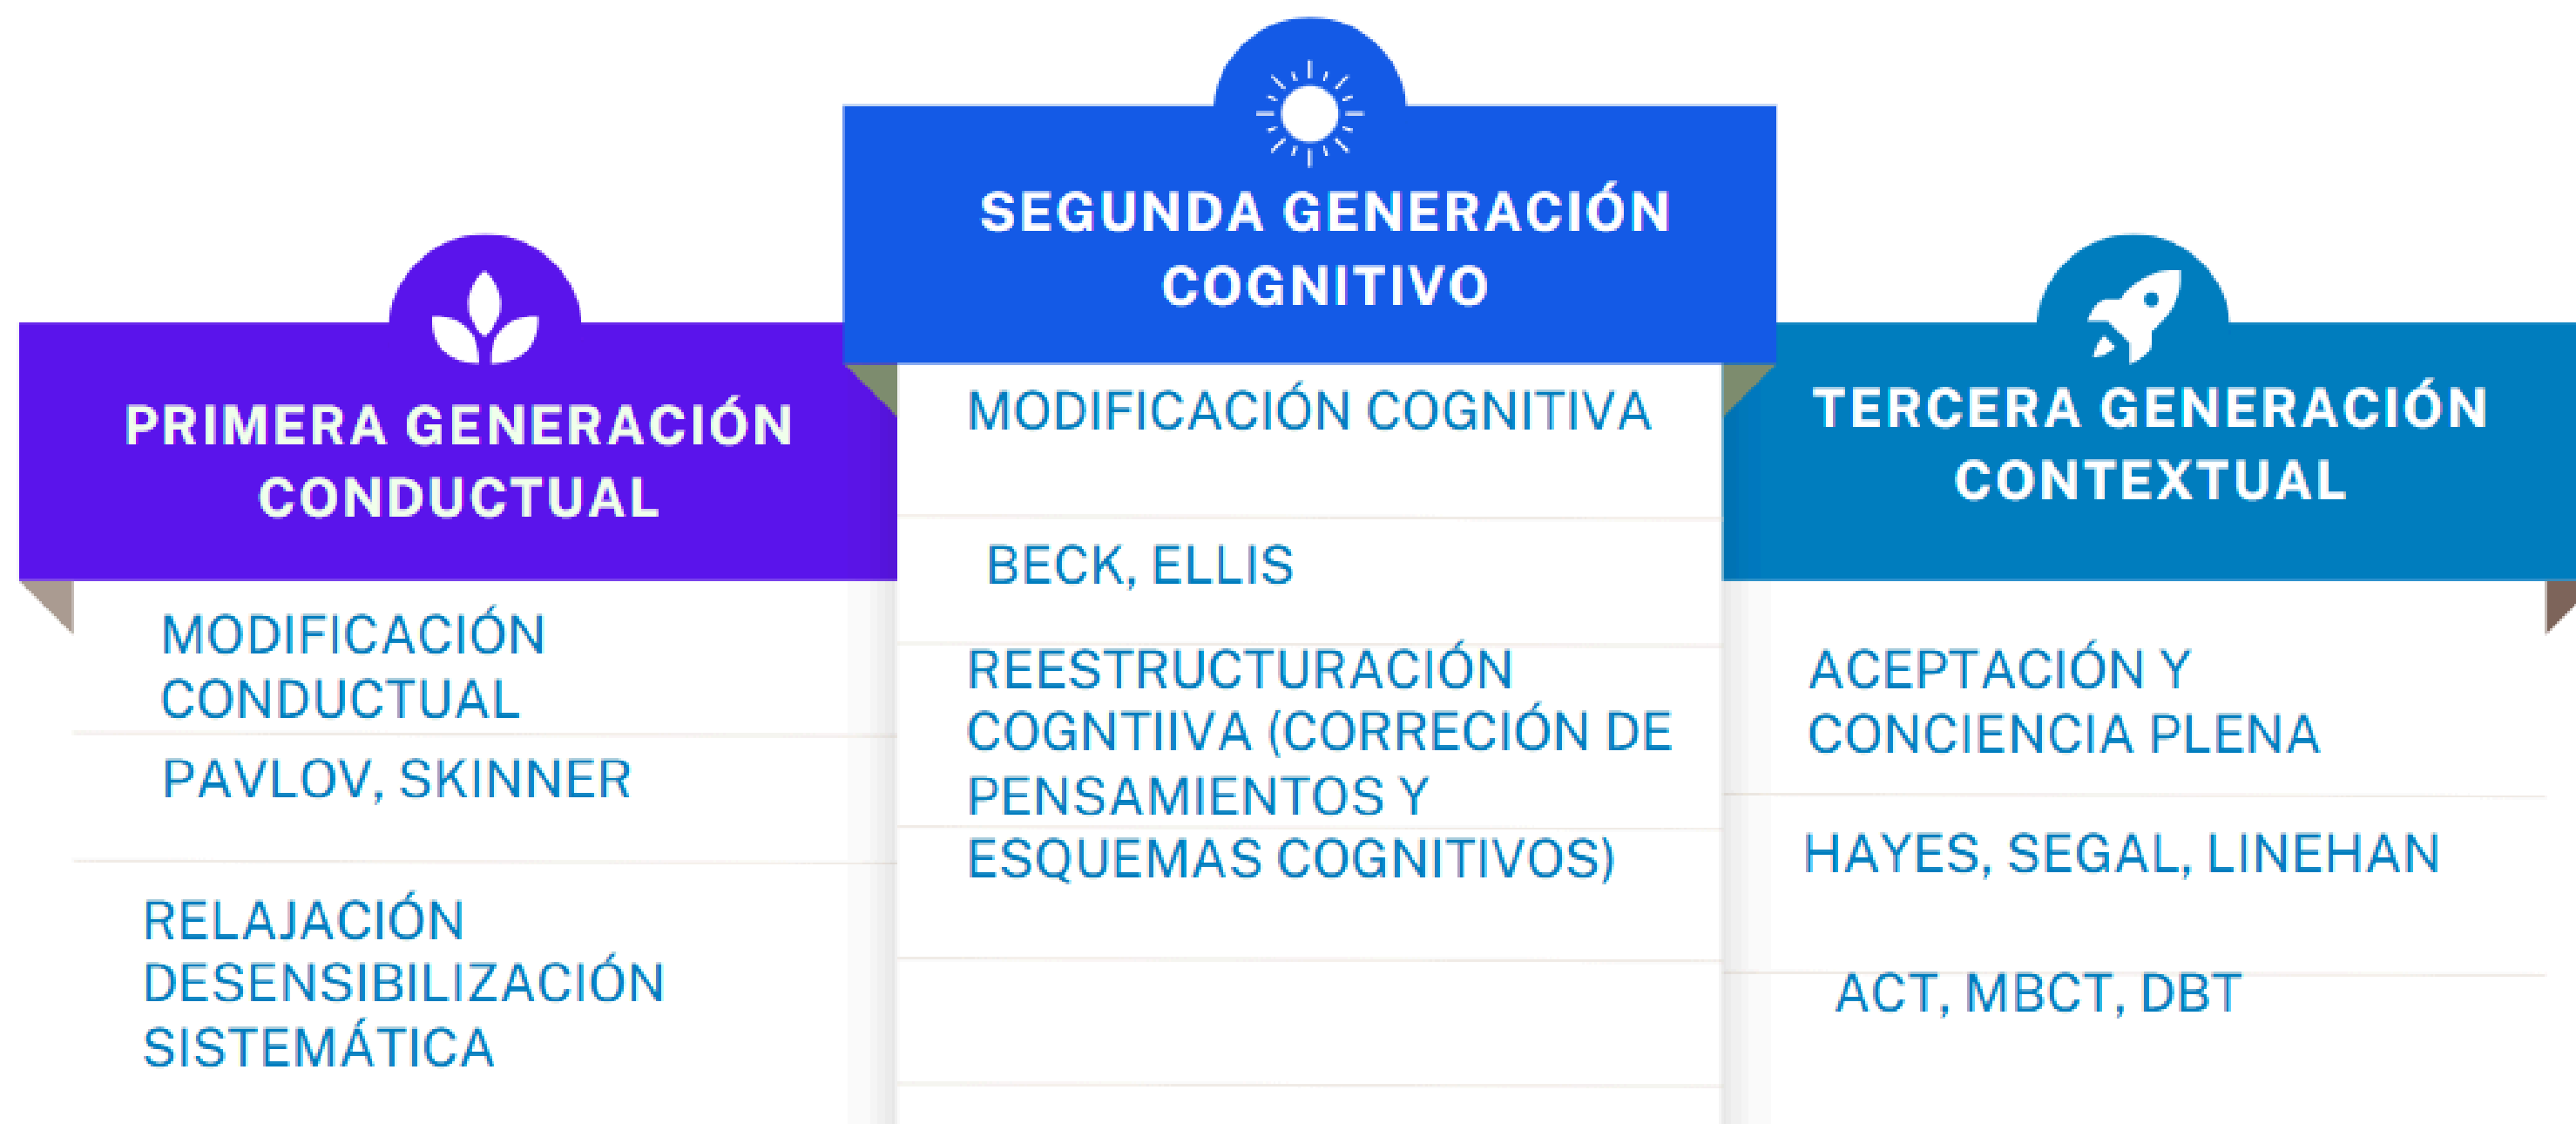 PRIMERA GENERACIÓN
CONDUCTUAL
MODIFICACIÓN
CONDUCTUAL
PAVLOV, SKINNER
RELAJACIÓN
DESENSIBILIZACIÓN
SISTEMÁTICA
SEGUNDA GENERACIÓN
COGNITIVO
MODIFICACIÓN COGNITIVA
BECK, ELLIS
REESTRUCTURACIÓN
COGNTIIVA (CORRECIÓN DE
PENSAMIENTOS Y
ESQUEMAS COGNITIVOS)
TERCERA GENERACIÓN
CONTEXTUAL
ACEPTACIÓN Y
CONCIENCIA PLENA
HAYES, SEGAL, LINEHAN
ACT, MBCT, DBT